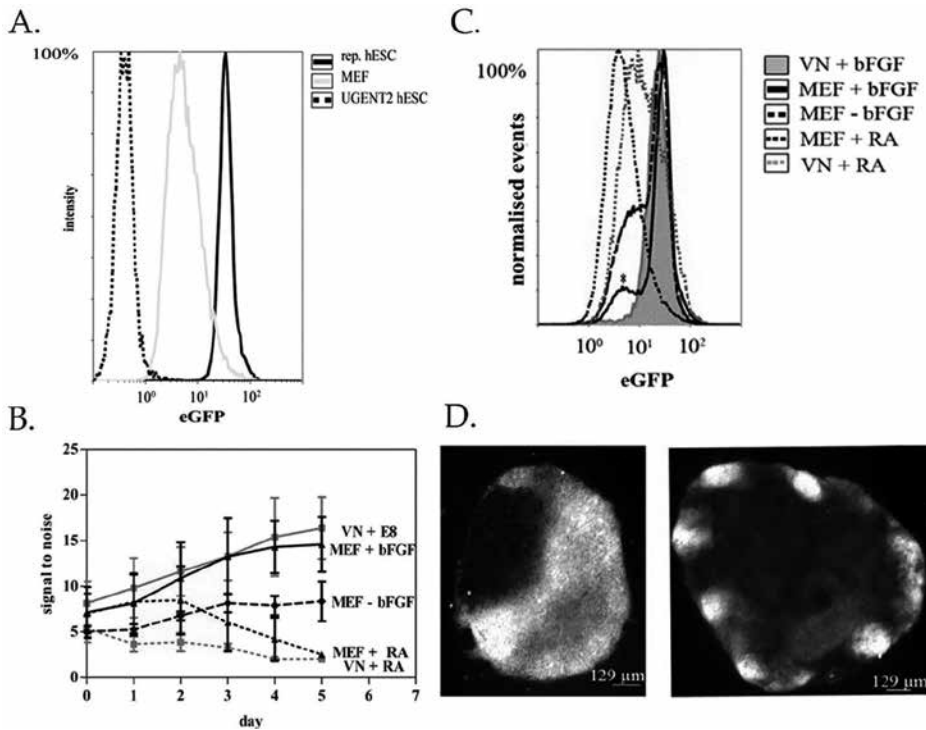 A.
100%
intensity
10⁰ 10¹ 10²
eGFP
rep. hESC
MEF
UGENT2 hESC
C.
100%
normalised events
10⁰ 10¹ 10²
eGFP
*
VN + bFGF
MEF + bFGF
MEF - bFGF
MEF + RA
VN + RA
B.
signal to noise
25
20
15
10
5
0
0 1 2 3 4 5 6 7
day
VN + E8
MEF + bFGF
MEF - bFGF
MEF + RA
VN + RA
D.
129 µm
129 µm